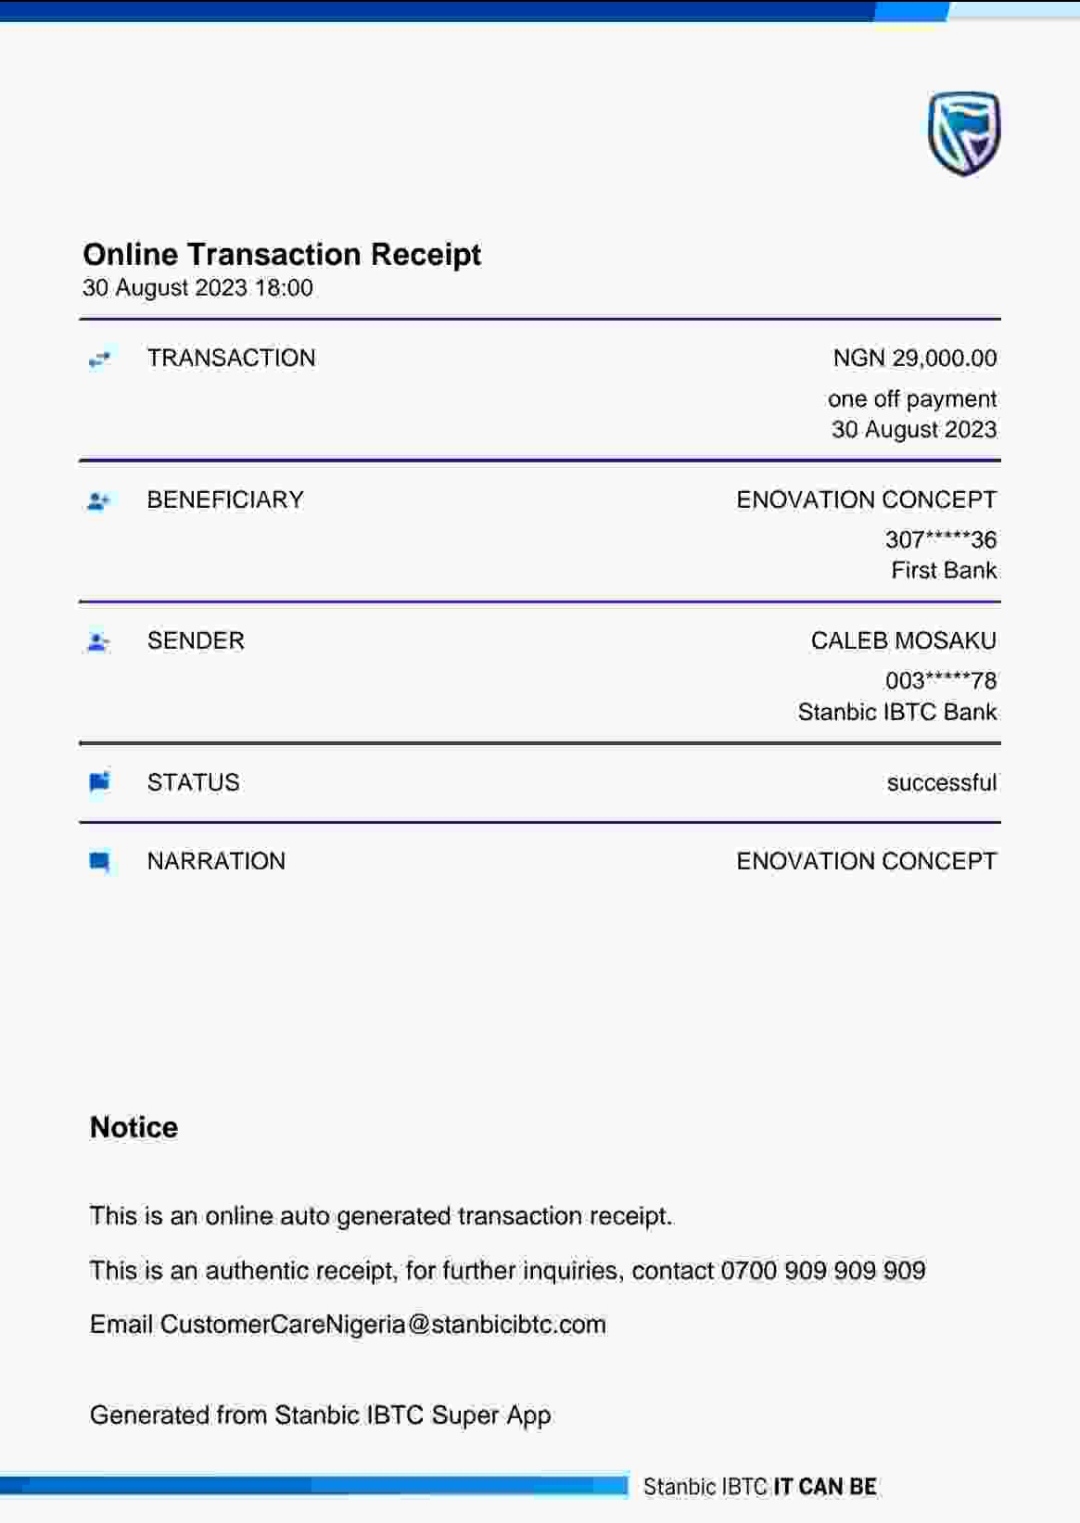 Online Transaction Receipt
30 August 2023 18:00
TRANSACTION NGN 29,000.00
one off payment
30 August 2023
BENEFICIARY ENOVATION CONCEPT
307*****36
First Bank
SENDER CALEB MOSAKU
003*****78
Stanbic IBTC Bank
STATUS successful
NARRATION ENOVATION CONCEPT
Notice
This is an online auto generated transaction receipt.
This is an authentic receipt, for further inquiries, contact 0700 909 909 909
Email CustomerCareNigeria@stanbicibtc.com
Generated from Stanbic IBTC Super App
Stanbic IBTC IT CAN BE